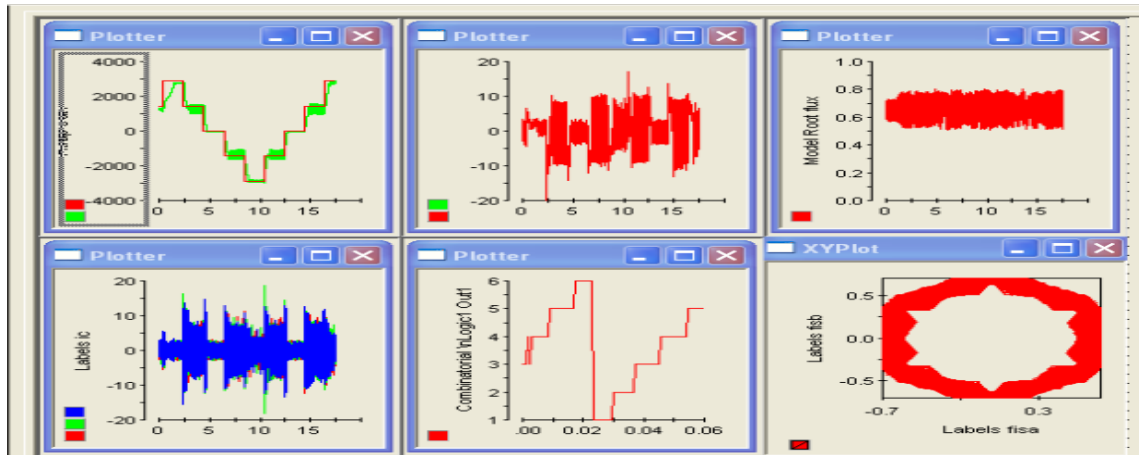 Plotter
4000
2000
0
-2000
-4000
0 5 10 15
Plotter
20
10
0
-10
-20
0 5 10 15
Plotter
Model Root flux
1.0
0.8
0.6
0.4
0.2
0.0
0 5 10 15
Plotter
Labels ic
20
10
0
-10
-20
0 5 10 15
Plotter
Combinatorial \nLogic1 Out1
6
5
4
3
2
1
.00 0.02 0.04 0.06
XYPlot
Labels fisb
0.5
0.0
-0.5
-0.7 0.3
Labels fisa